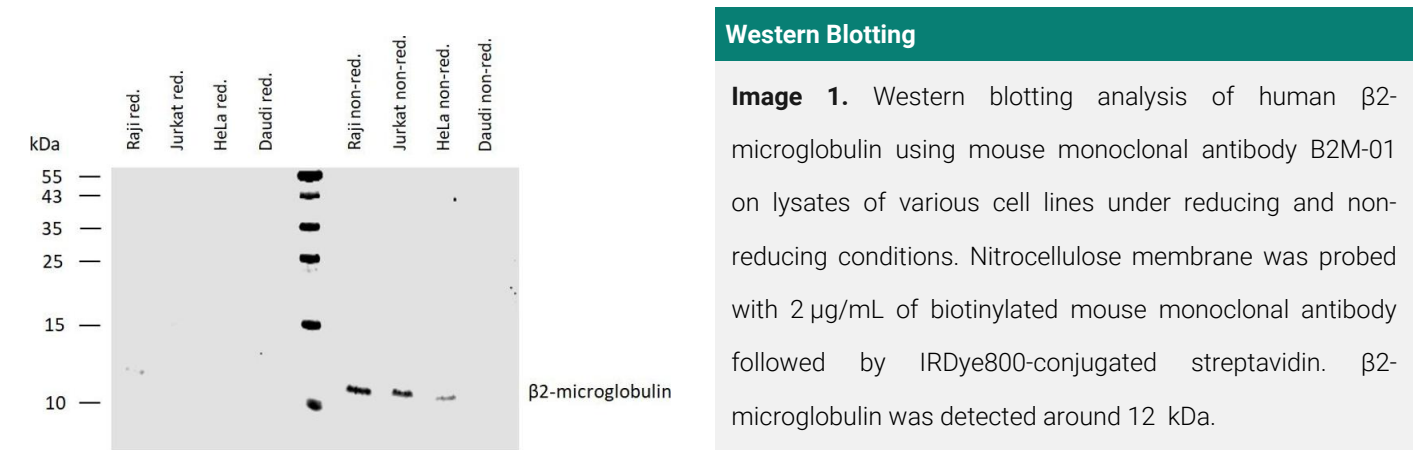 Raji red.
Jurkat red.
HeLa red.
Daudi red.
Raji non-red.
Jurkat non-red.
HeLa non-red.
Daudi non-red.
kDa
55
43
35
25
15
10
β2-microglobulin
Western Blotting
Image 1. Western blotting analysis of human β2-
microglobulin using mouse monoclonal antibody B2M-01
on lysates of various cell lines under reducing and non-
reducing conditions. Nitrocellulose membrane was probed
with 2 μg/mL of biotinylated mouse monoclonal antibody
followed by IRDye800-conjugated streptavidin. β2-
microglobulin was detected around 12 kDa.